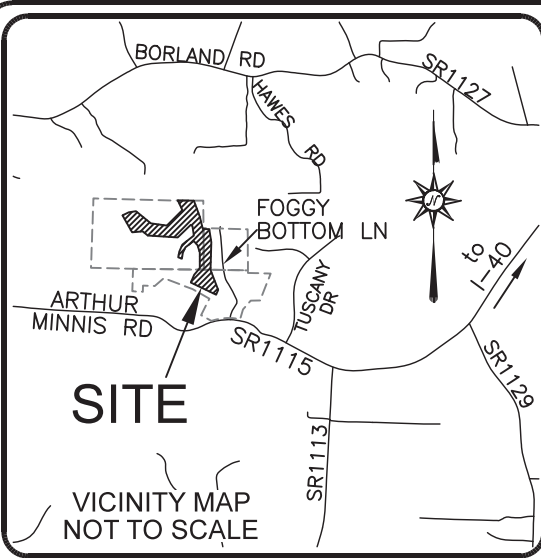 BORLAND RD
SR1127
HAWES
RD
FOGGY
BOTTOM LN
N
to
I-40
TUSCANY
DR
ARTHUR
MINNIS RD
SR1115
SR1129
SITE
SR1113
VICINITY MAP
NOT TO SCALE